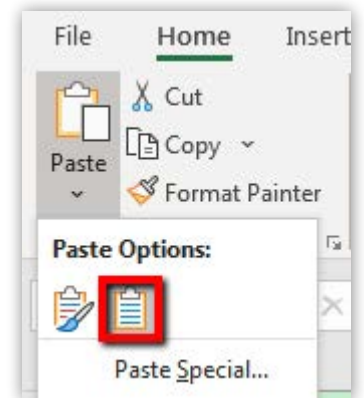 File Home Insert
Cut
Copy
Paste
Format Painter
Paste Options:
Paste Special...